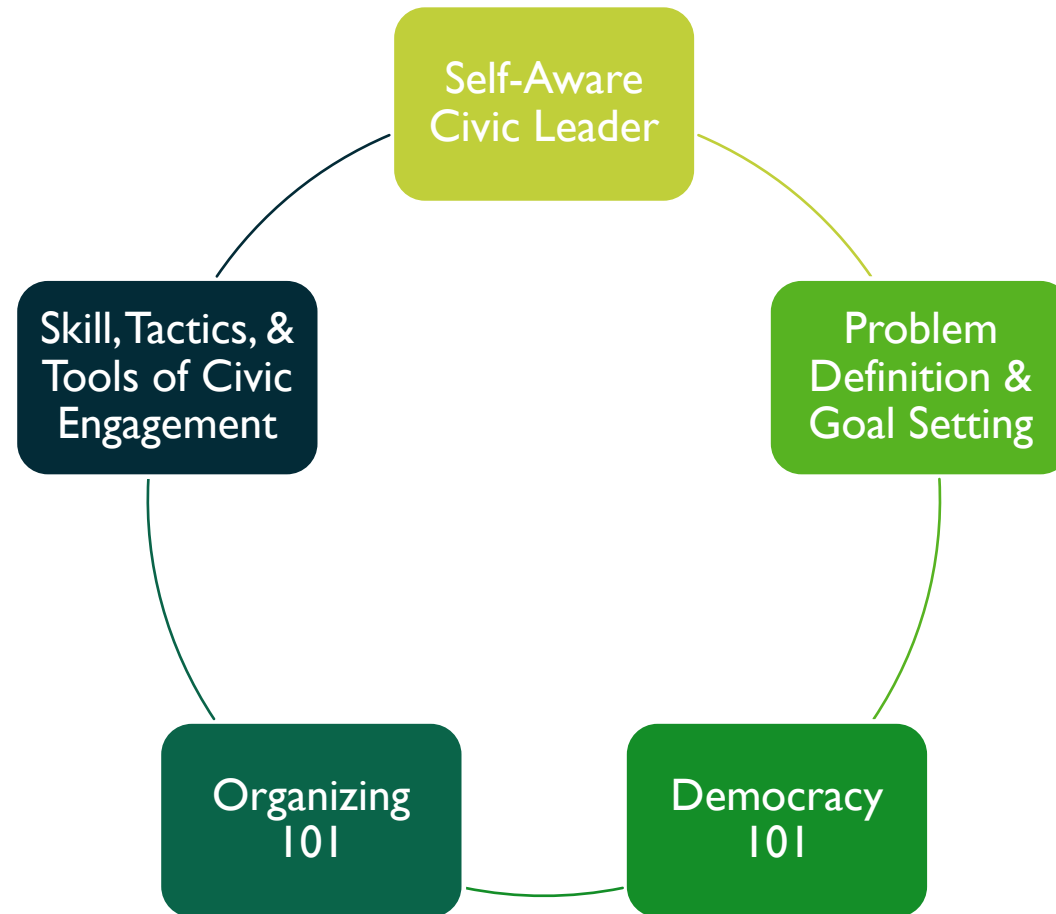 Self-Aware
Civic Leader
Problem
Definition &
Goal Setting
Democracy
101
Organizing
101
Skill, Tactics, &
Tools of Civic
Engagement